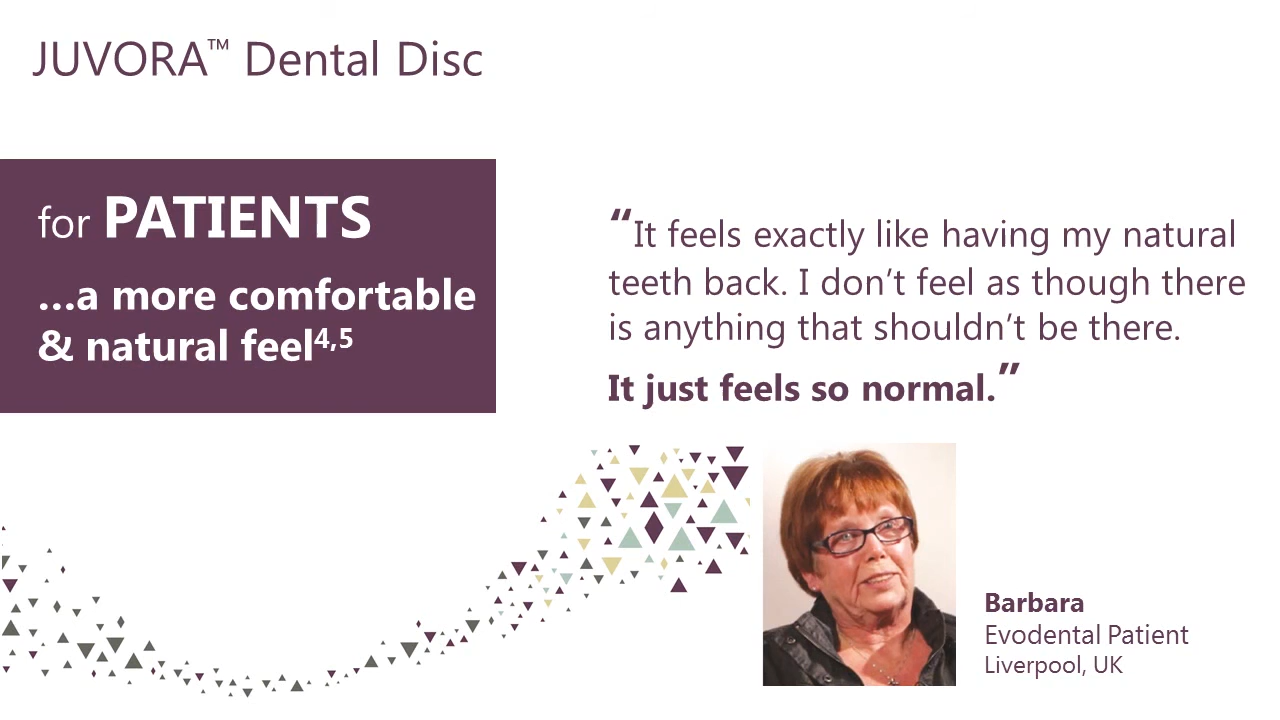 JUVORA™ Dental Disc
for PATIENTS
...a more comfortable
& natural feel4,5
“It feels exactly like having my natural
teeth back. I don’t feel as though there
is anything that shouldn’t be there.
It just feels so normal.”
Barbara
Evodental Patient
Liverpool, UK